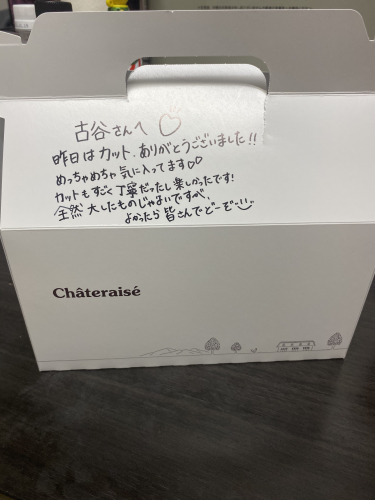 古谷さんへ♡
昨日はカット、ありがとうございました!!
めっちゃめちゃ気に入ってます♡♡
カットもすごく丁寧だったし楽しかったです!
全然大したものじゃないですが、
よかったら皆さんでどーぞ
Châteraisé